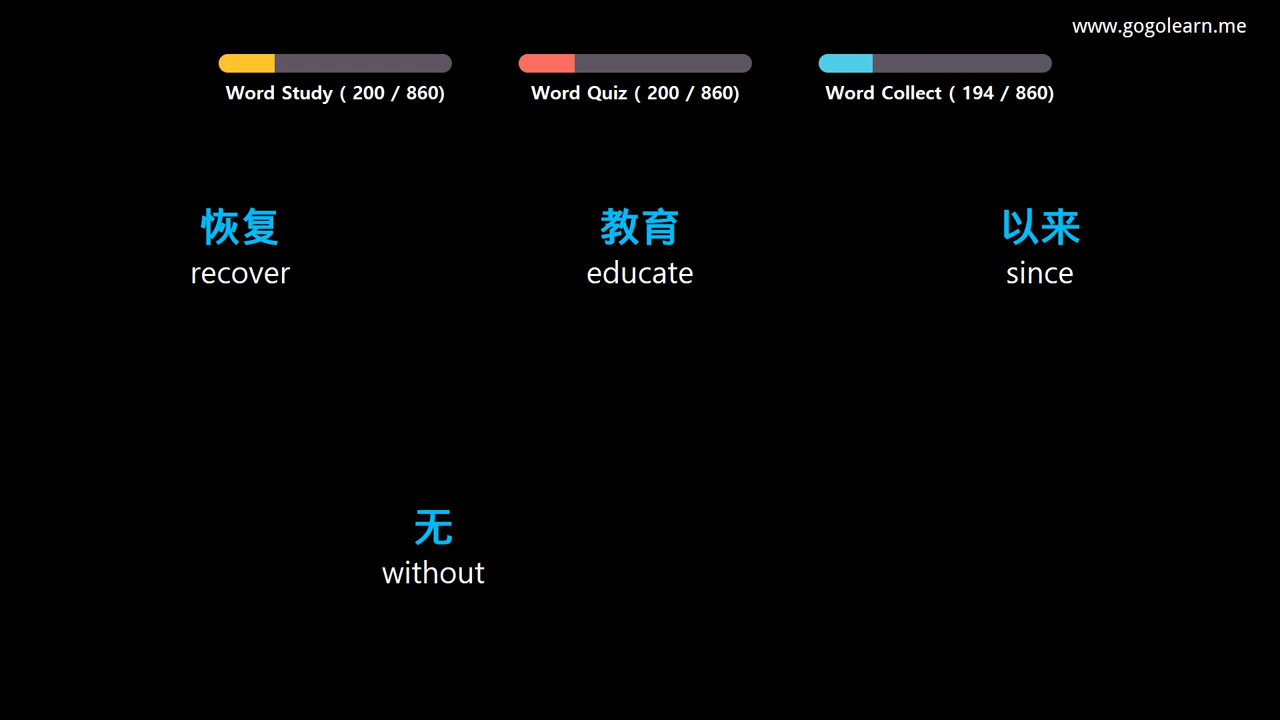 www.gogolearn.me
Word Study ( 200 / 860)
Word Quiz ( 200 / 860)
Word Collect ( 194 / 860)
恢复
recover
教育
educate
以来
since
无
without